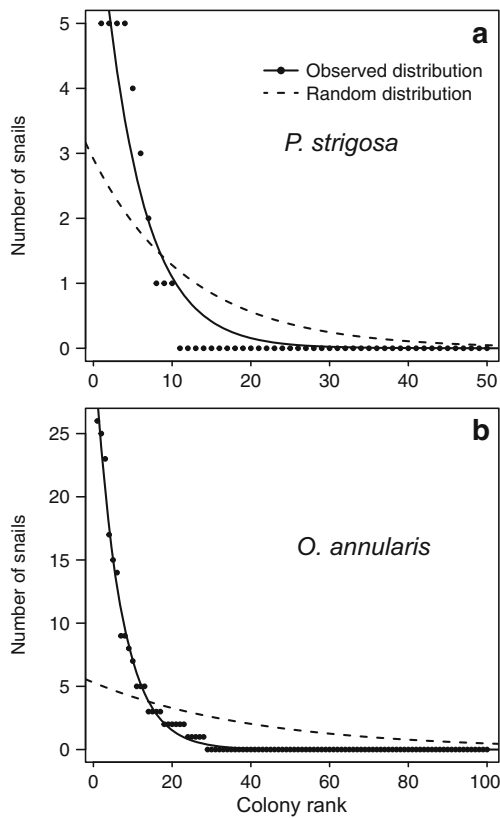 a
Observed distribution
Random distribution
P. strigosa
Number of snails
5
4
3
2
1
0
0 10 20 30 40 50
b
O. annularis
Number of snails
25
20
15
10
5
0
0 20 40 60 80 100
Colony rank